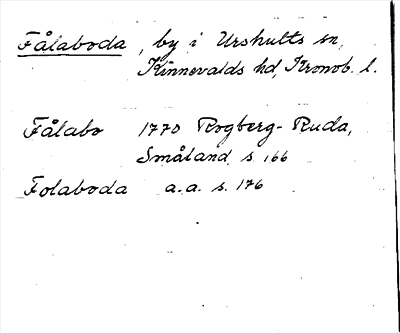 Fålaboda, by i Urshults sn,
Kinnevalds hd, Kronob. l.
Fålabo 1770 Rogberg-Ruda,
Småland, s. 166
Folaboda a.a. s. 176